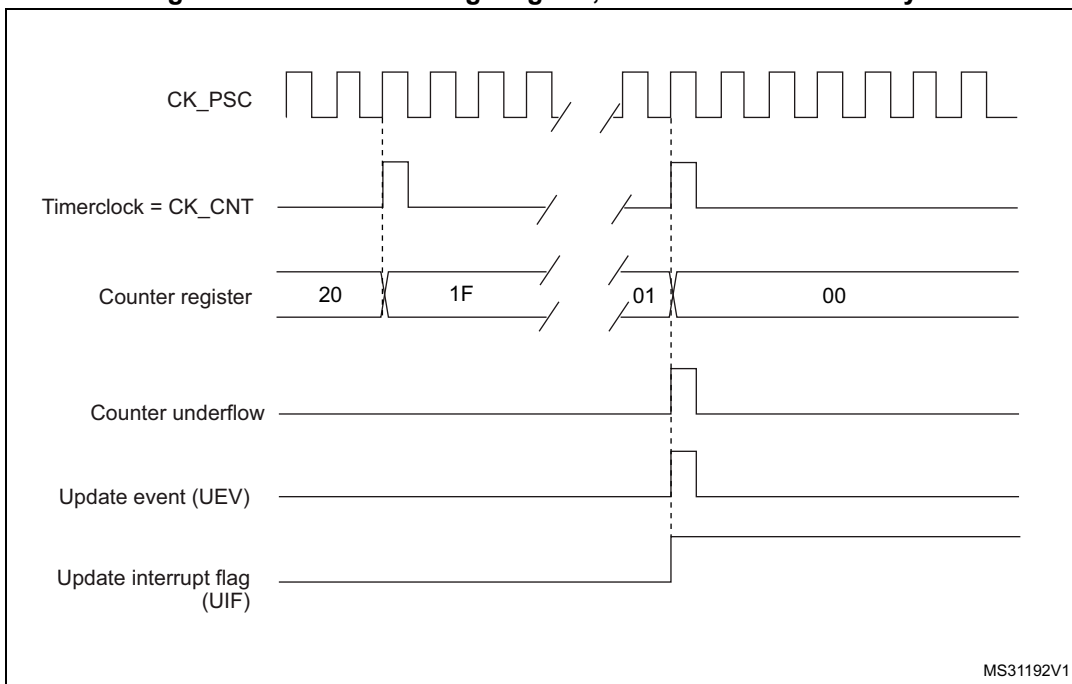 CK_PSC
Timerclock = CK_CNT
Counter register
20
1F
01
00
Counter underflow
Update event (UEV)
Update interrupt flag
(UIF)
MS31192V1